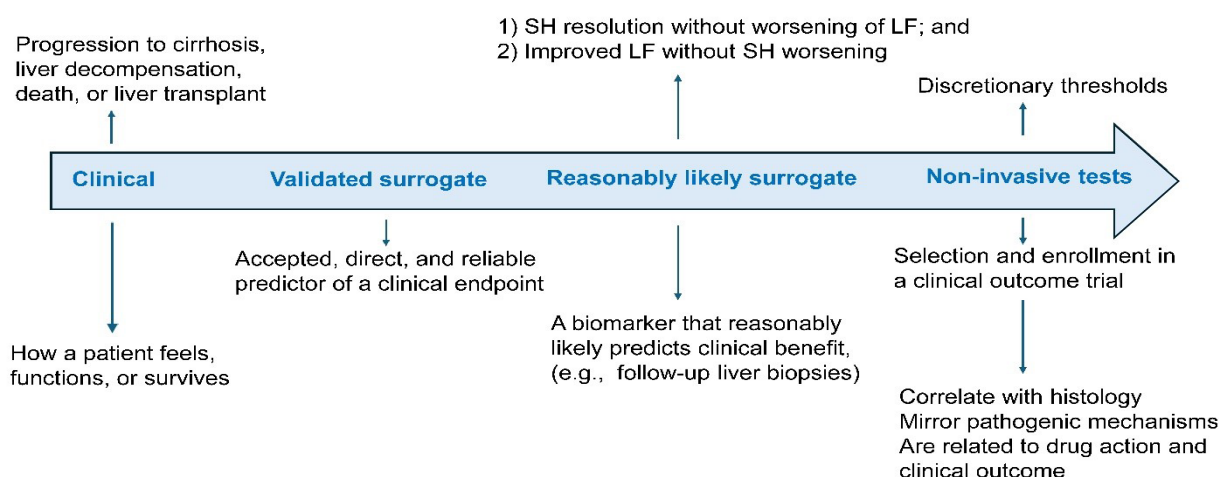 Progression to cirrhosis,
liver decompensation,
death, or liver transplant
1) SH resolution without worsening of LF; and
2) Improved LF without SH worsening
Discretionary thresholds
Clinical
Validated surrogate
Reasonably likely surrogate
Non-invasive tests
How a patient feels,
functions, or survives
Accepted, direct, and reliable
predictor of a clinical endpoint
A biomarker that reasonably
likely predicts clinical benefit,
(e.g., follow-up liver biopsies)
Selection and enrollment in
a clinical outcome trial
Correlate with histology
Mirror pathogenic mechanisms
Are related to drug action and
clinical outcome